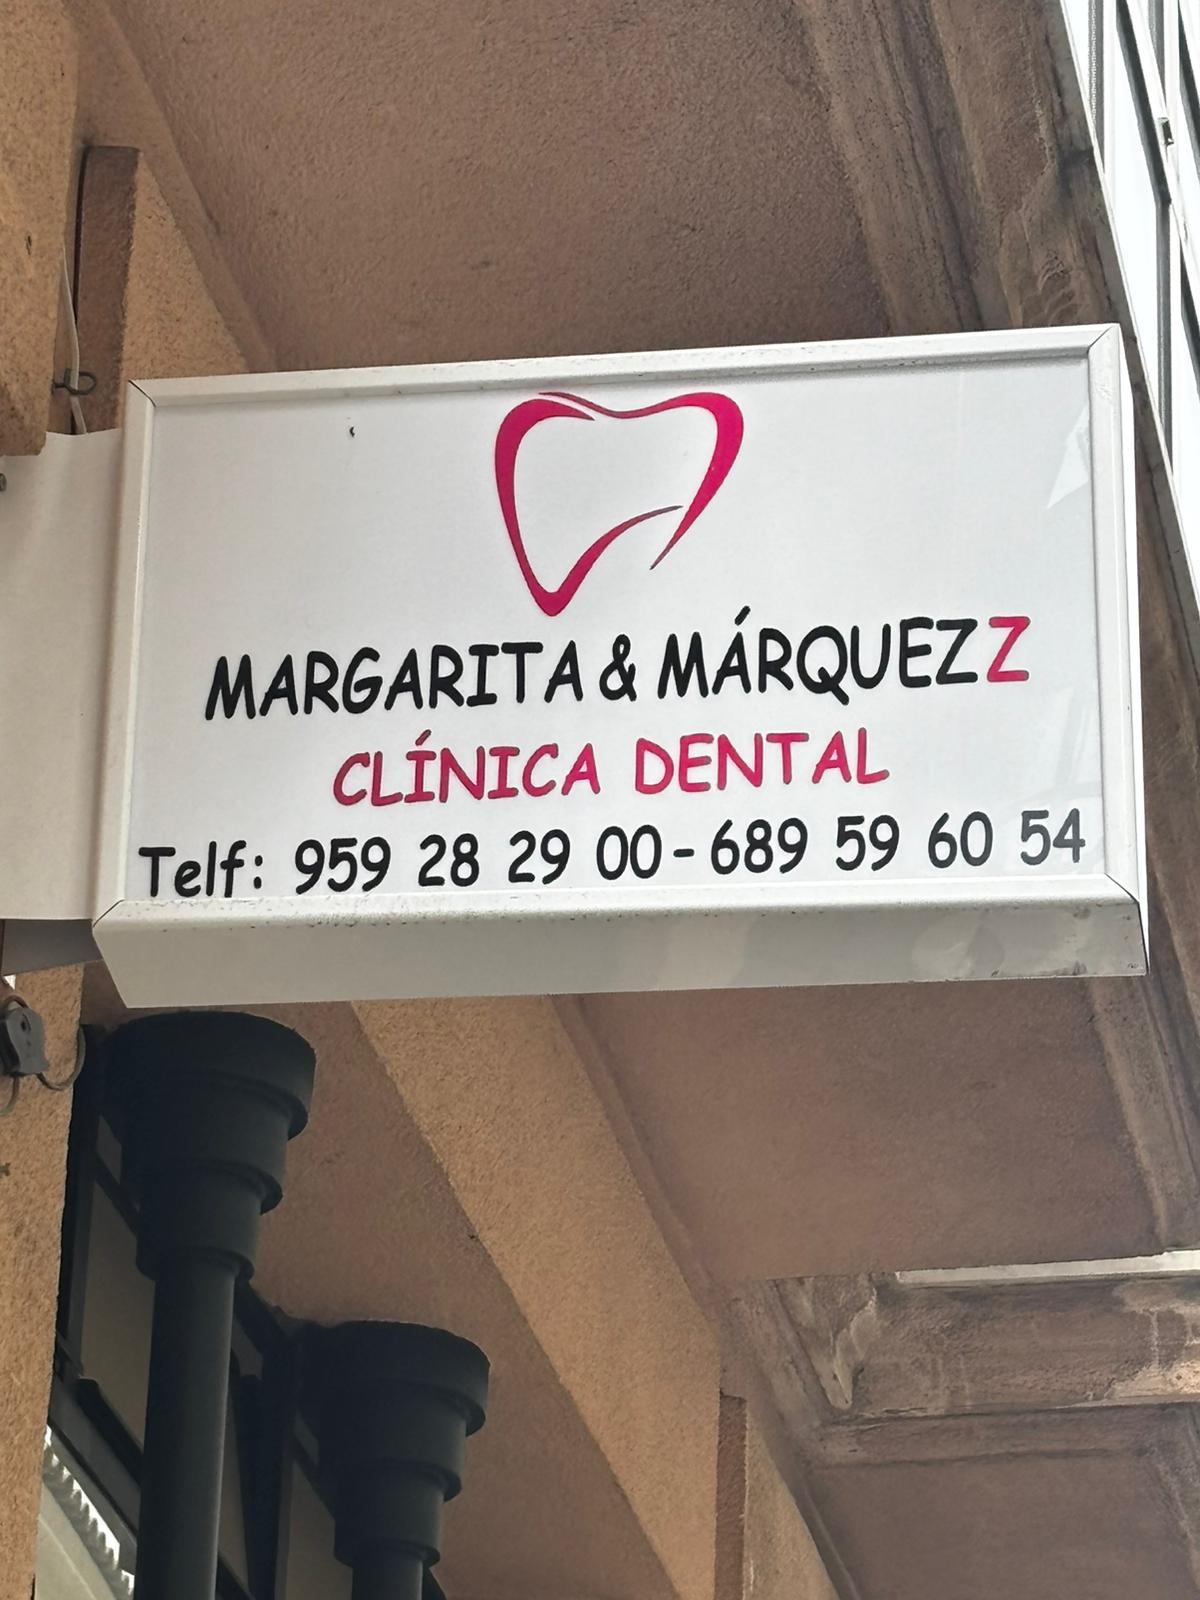 MARGARITA & MÁRQUEZZ
CLÍNICA DENTAL
Telf: 959 28 29 00-689 59 60 54